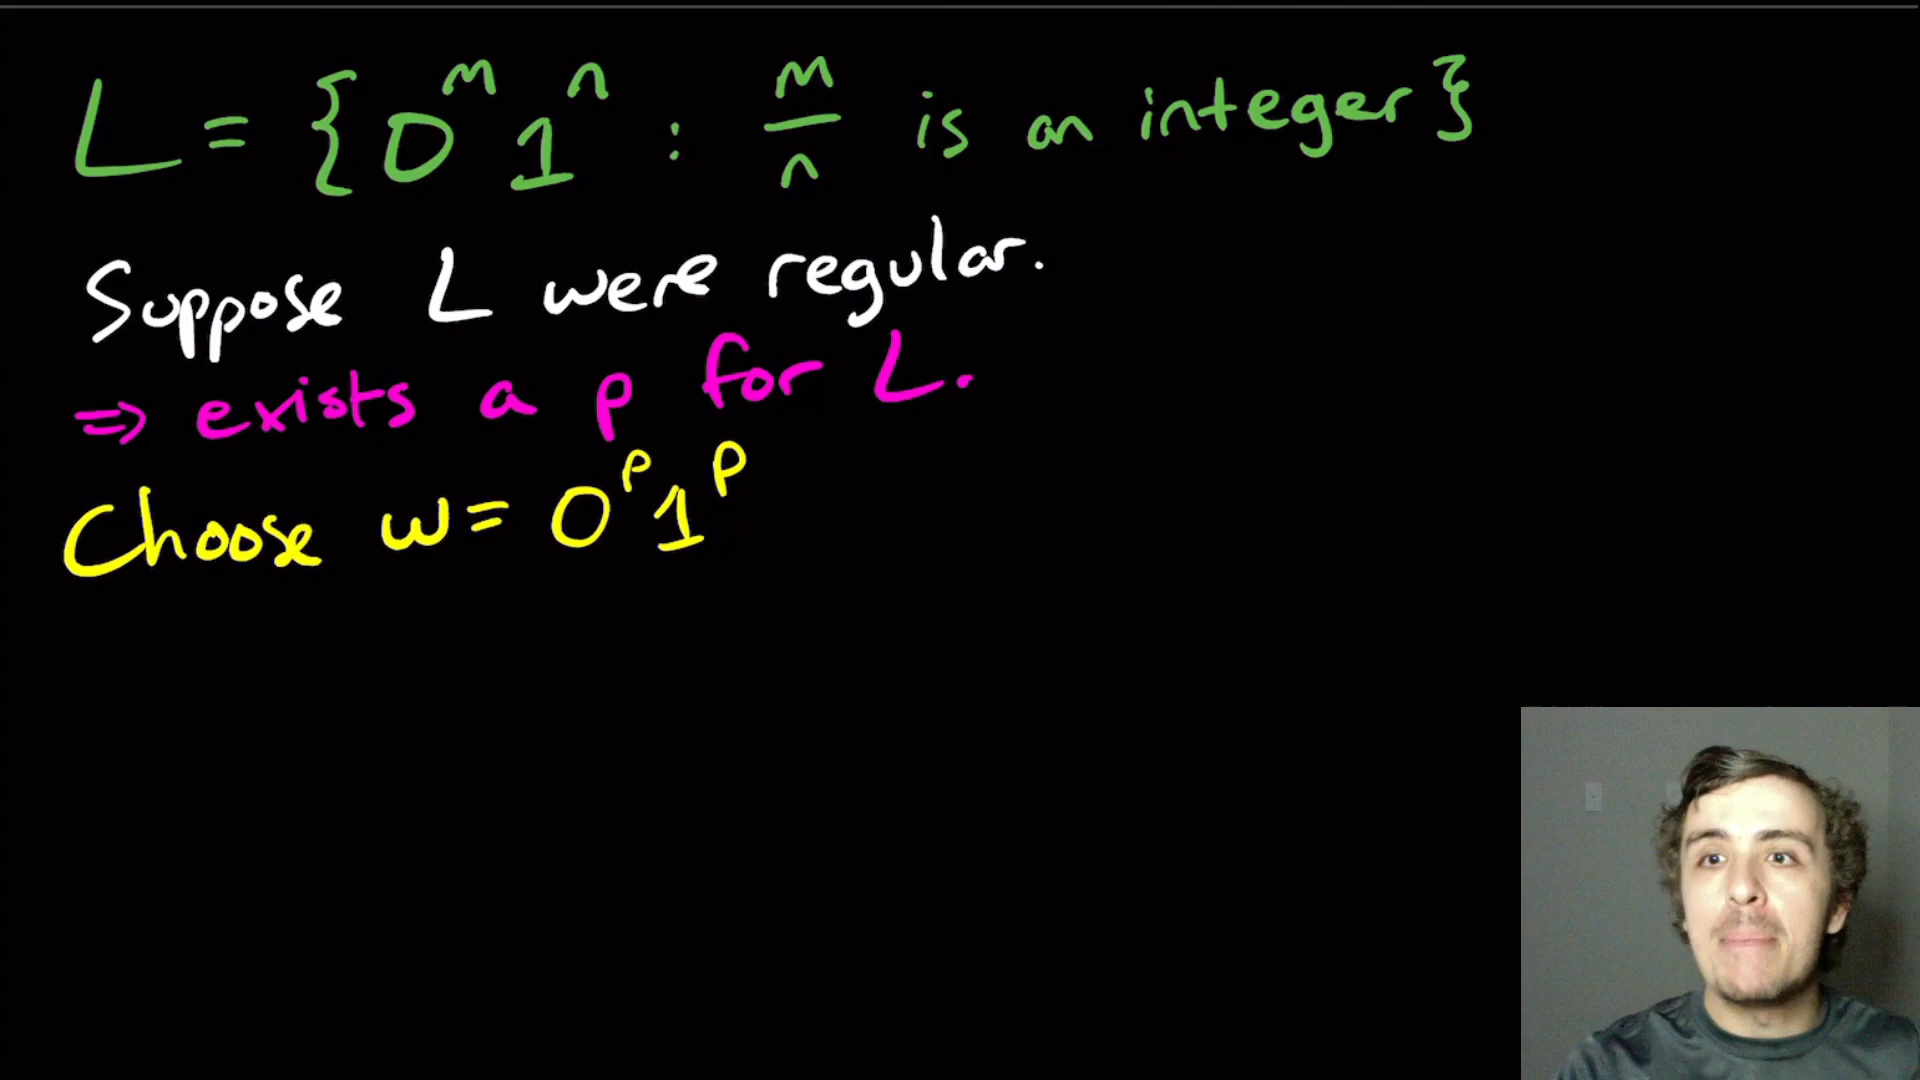 L = {0^m 1^n : m/n is an integer}
Suppose L were regular.
⇒ exists a p for L.
Choose w = 0^p 1^p